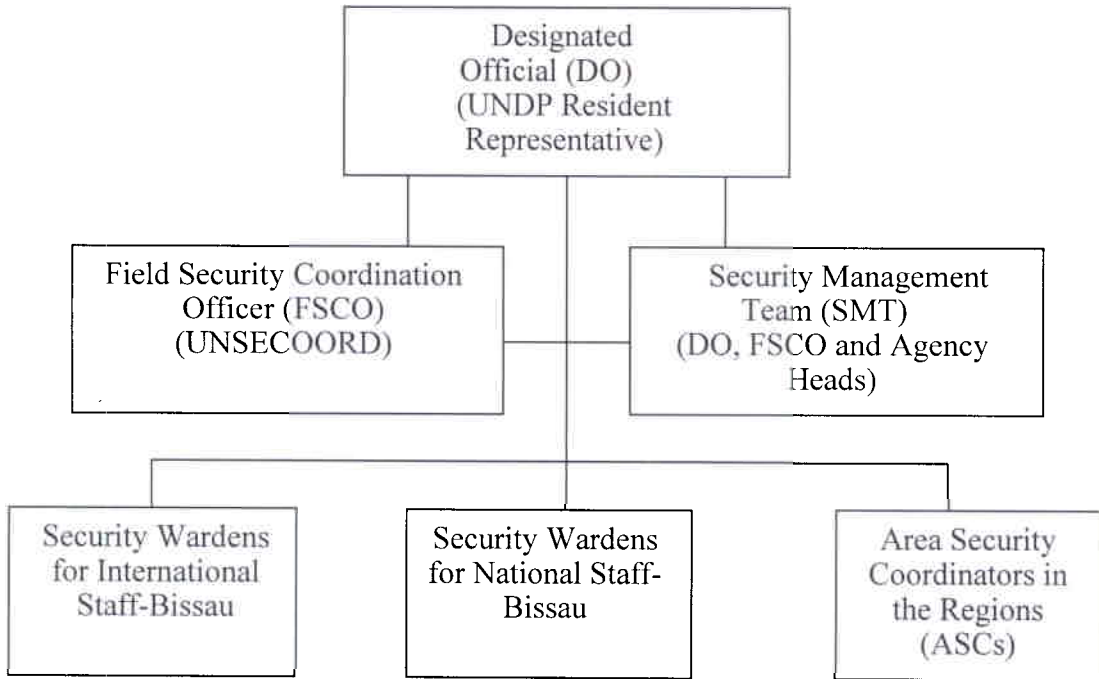 Designated
Official (DO)
(UNDP Resident
Representative)
Field Security Coordination
Officer (FSCO)
(UNSECOORD)
Security Management
Team (SMT)
(DO, FSCO and Agency
Heads)
Security Wardens
for International
Staff-Bissau
Security Wardens
for National Staff-
Bissau
Area Security
Coordinators in
the Regions
(ASCs)